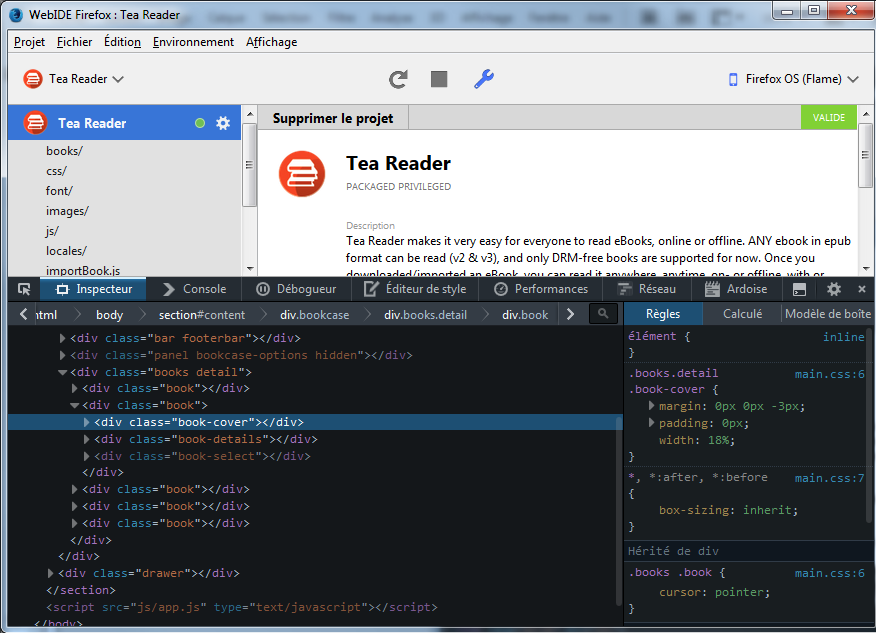 WebIDE Firefox : Tea Reader
Projet Fichier Édition Environnement Affichage
Tea Reader Firefox OS (Flame)
Tea Reader
books/
css/
font/
images/
js/
locales/
importBook.js
Supprimer le projet VALIDE
Tea Reader
PACKAGED PRIVILEGED
Description
Tea Reader makes it very easy for everyone to read eBooks, online or offline. ANY ebook in epub
format can be read (v2 & v3), and only DRM-free books are supported for now. Once you
downloaded/imported an eBook, you can read it anywhere, anytime, on- or offline, with or
Inspecteur Console Débogueur Éditeur de style Performances Réseau Ardoise
html body section#content div.bookcase div.books.detail div.book
<div class="bar footerbar"></div>
<div class="panel bookcase-options hidden"></div>
<div class="books detail">
<div class="book"></div>
<div class="book">
<div class="book-cover"></div>
<div class="book-details"></div>
<div class="book-select"></div>
</div>
<div class="book"></div>
<div class="book"></div>
<div class="book"></div>
</div>
</div>
<div class="drawer"></div>
</section>
<script src="js/app.js" type="text/javascript"></script>
</body>
Règles Calculé Modèle de boîte
élément { inline
}
.books.detail main.css:6
.book-cover {
margin: 0px 0px -3px;
padding: 0px;
width: 18%;
}
*, *:after, *:before main.css:7
{
box-sizing: inherit;
}
Hérité de div
.books .book { main.css:6
cursor: pointer;
}